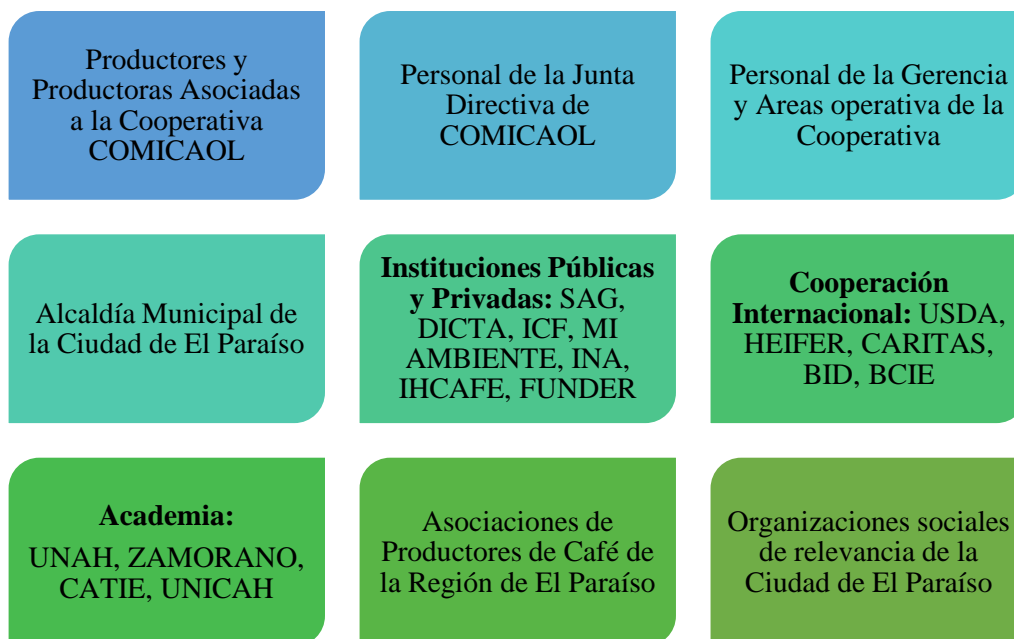 Productores y
Productoras Asociadas
a la Cooperativa
COMICAOL
Personal de la Junta
Directiva de
COMICAOL
Personal de la Gerencia
y Areas operativa de la
Cooperativa
Alcaldía Municipal de
la Ciudad de El Paraíso
Instituciones Públicas
y Privadas: SAG,
DICTA, ICF, MI
AMBIENTE, INA,
IHCAFE, FUNDER
Cooperación
Internacional: USDA,
HEIFER, CARITAS,
BID, BCIE
Academia:
UNAH, ZAMORANO,
CATIE, UNICAH
Asociaciones de
Productores de Café de
la Región de El Paraíso
Organizaciones sociales
de relevancia de la
Ciudad de El Paraíso